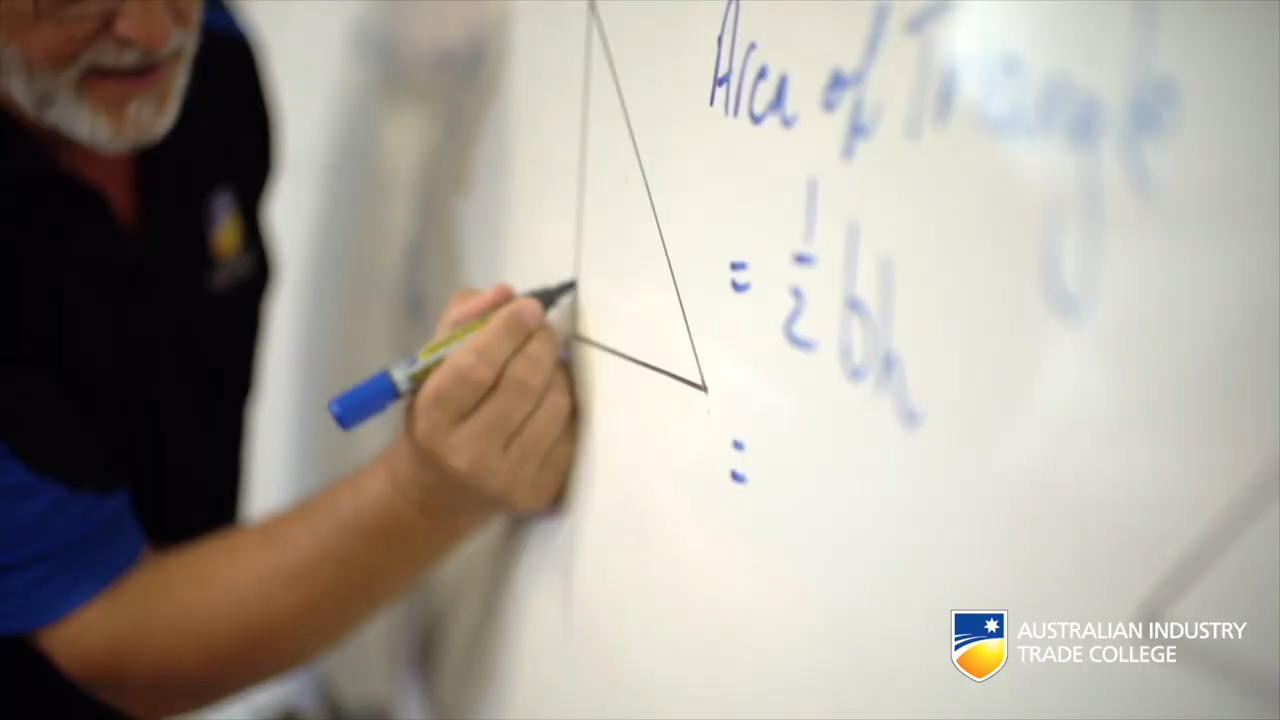 Area of Triangle
= 1/2 bh
=
AUSTRALIAN INDUSTRY
TRADE COLLEGE